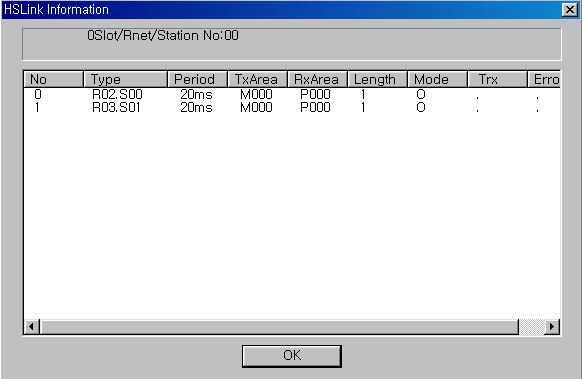 HSLink Information
0Slot/Rnet/Station No:00
No Type Period TxArea RxArea Length Mode Trx Erro
0 R02.S00 20ms M000 P000 1 O . .
1 R03.S01 20ms M000 P000 1 O . .
OK